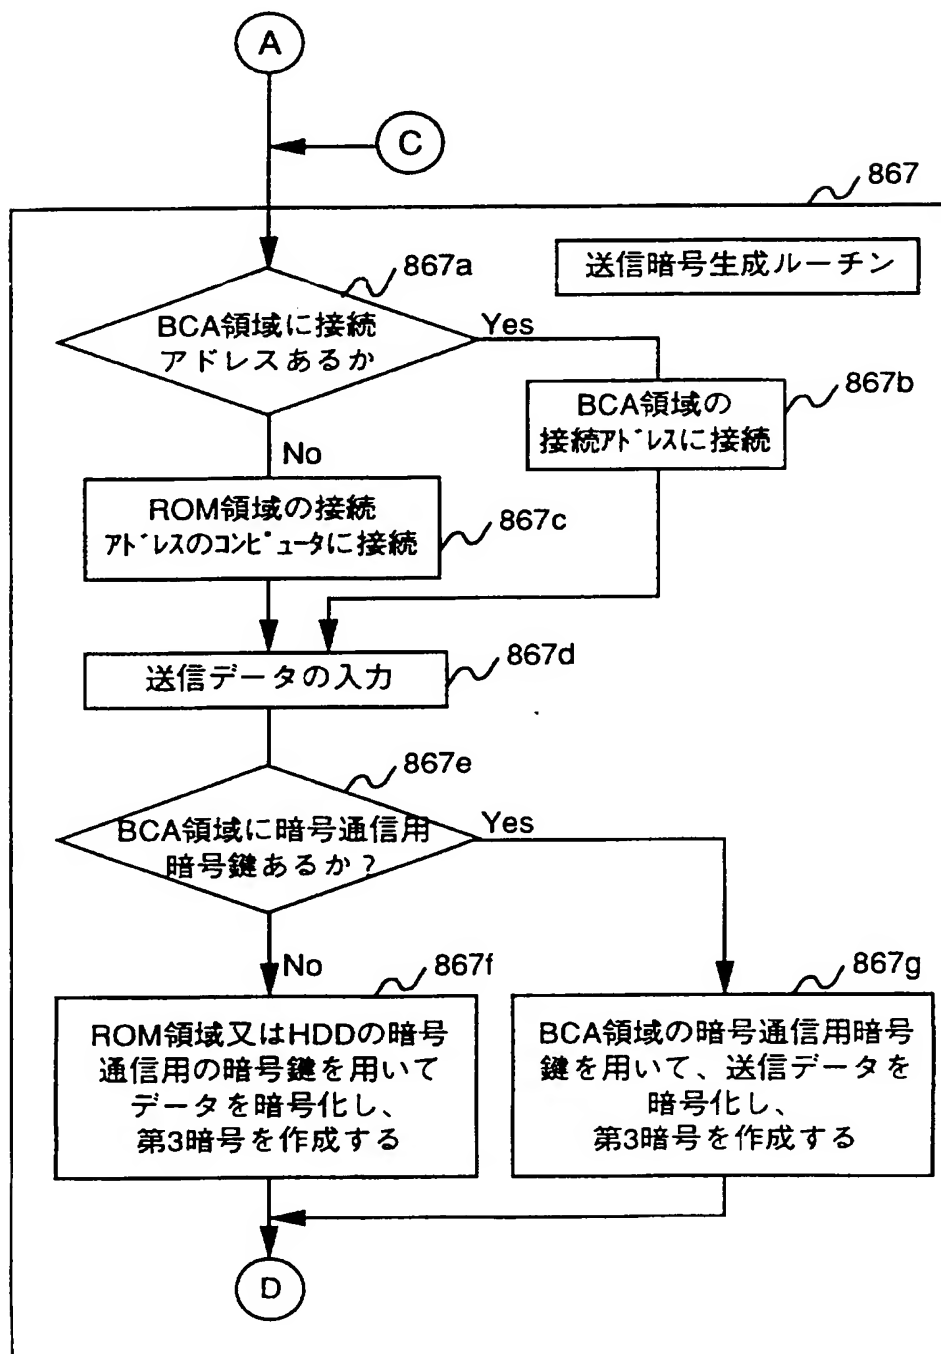 A
C
867
送信暗号生成ルーチン
867a
BCA領域に接続
アドレスあるか
Yes
867b
BCA領域の
接続ｱﾄﾞﾚｽに接続
No
ROM領域の接続
ｱﾄﾞﾚｽのｺﾝﾋﾟｭｰﾀに接続
867c
送信データの入力
867d
867e
BCA領域に暗号通信用
暗号鍵あるか？
Yes
No
867f
ROM領域又はHDDの暗号
通信用の暗号鍵を用いて
データを暗号化し、
第3暗号を作成する
867g
BCA領域の暗号通信用暗号
鍵を用いて、送信データを
暗号化し、
第3暗号を作成する
D